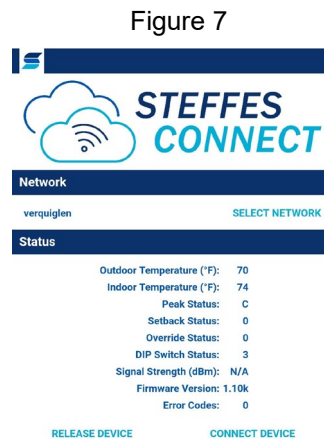 Figure 7
STEFFES
CONNECT
Network
verquiglen SELECT NETWORK
Status
Outdoor Temperature (°F): 70
Indoor Temperature (°F): 74
Peak Status: C
Setback Status: 0
Override Status: 0
DIP Switch Status: 3
Signal Strength (dBm): N/A
Firmware Version: 1.10k
Error Codes: 0
RELEASE DEVICE CONNECT DEVICE